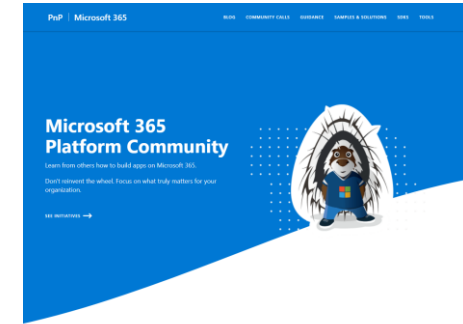 PnP | Microsoft 365
BLOG COMMUNITY CALLS GUIDANCE SAMPLES & SOLUTIONS SDKS TOOLS
Microsoft 365
Platform Community
Learn from others how to build apps on Microsoft 365.
Don't reinvent the wheel. Focus on what truly matters for your
organization.
SEE INITIATIVES →